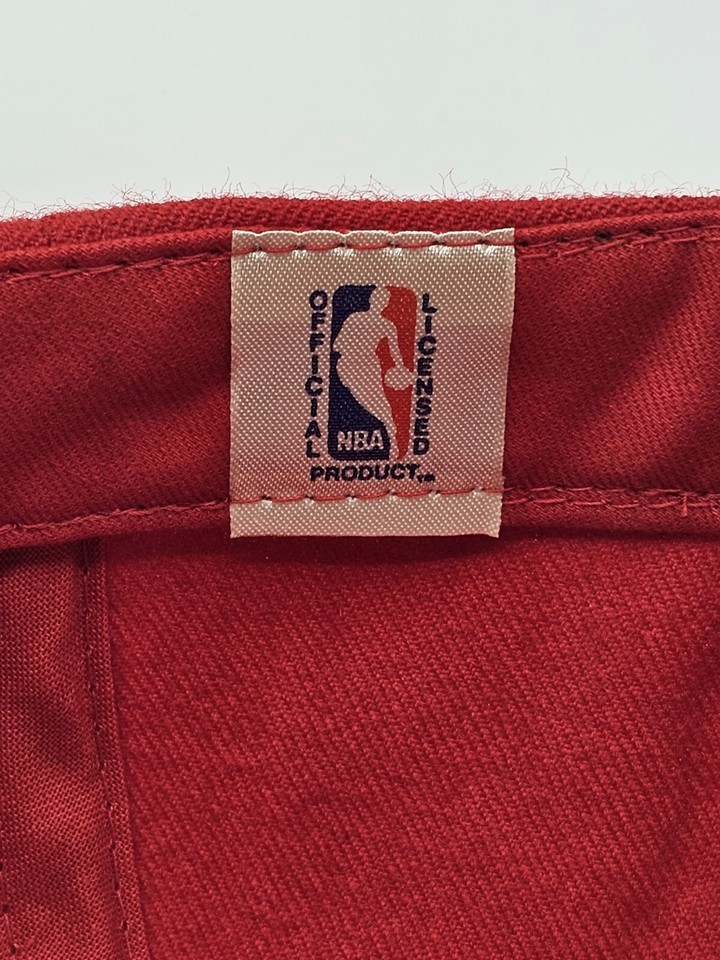 OFFICIAL
LICENSED
NBA
PRODUCT™